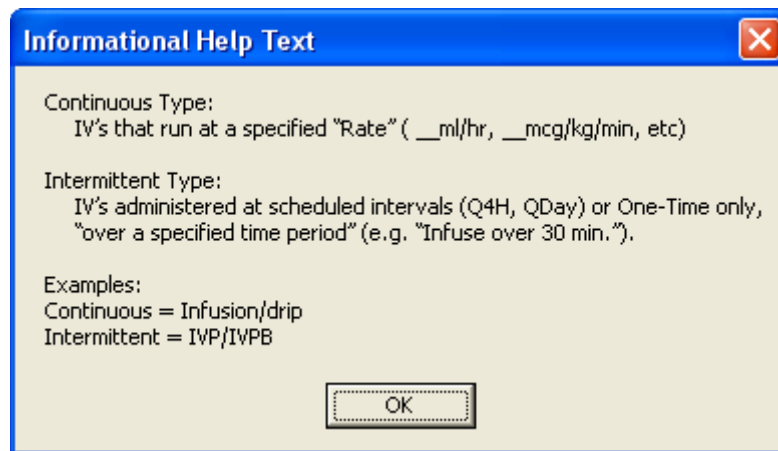 Informational Help Text
Continuous Type:
IV's that run at a specified "Rate" ( __ml/hr, __mcg/kg/min, etc)
Intermittent Type:
IV's administered at scheduled intervals (Q4H, QDay) or One-Time only,
"over a specified time period" (e.g. "Infuse over 30 min.").
Examples:
Continuous = Infusion/drip
Intermittent = IVP/IVPB
OK